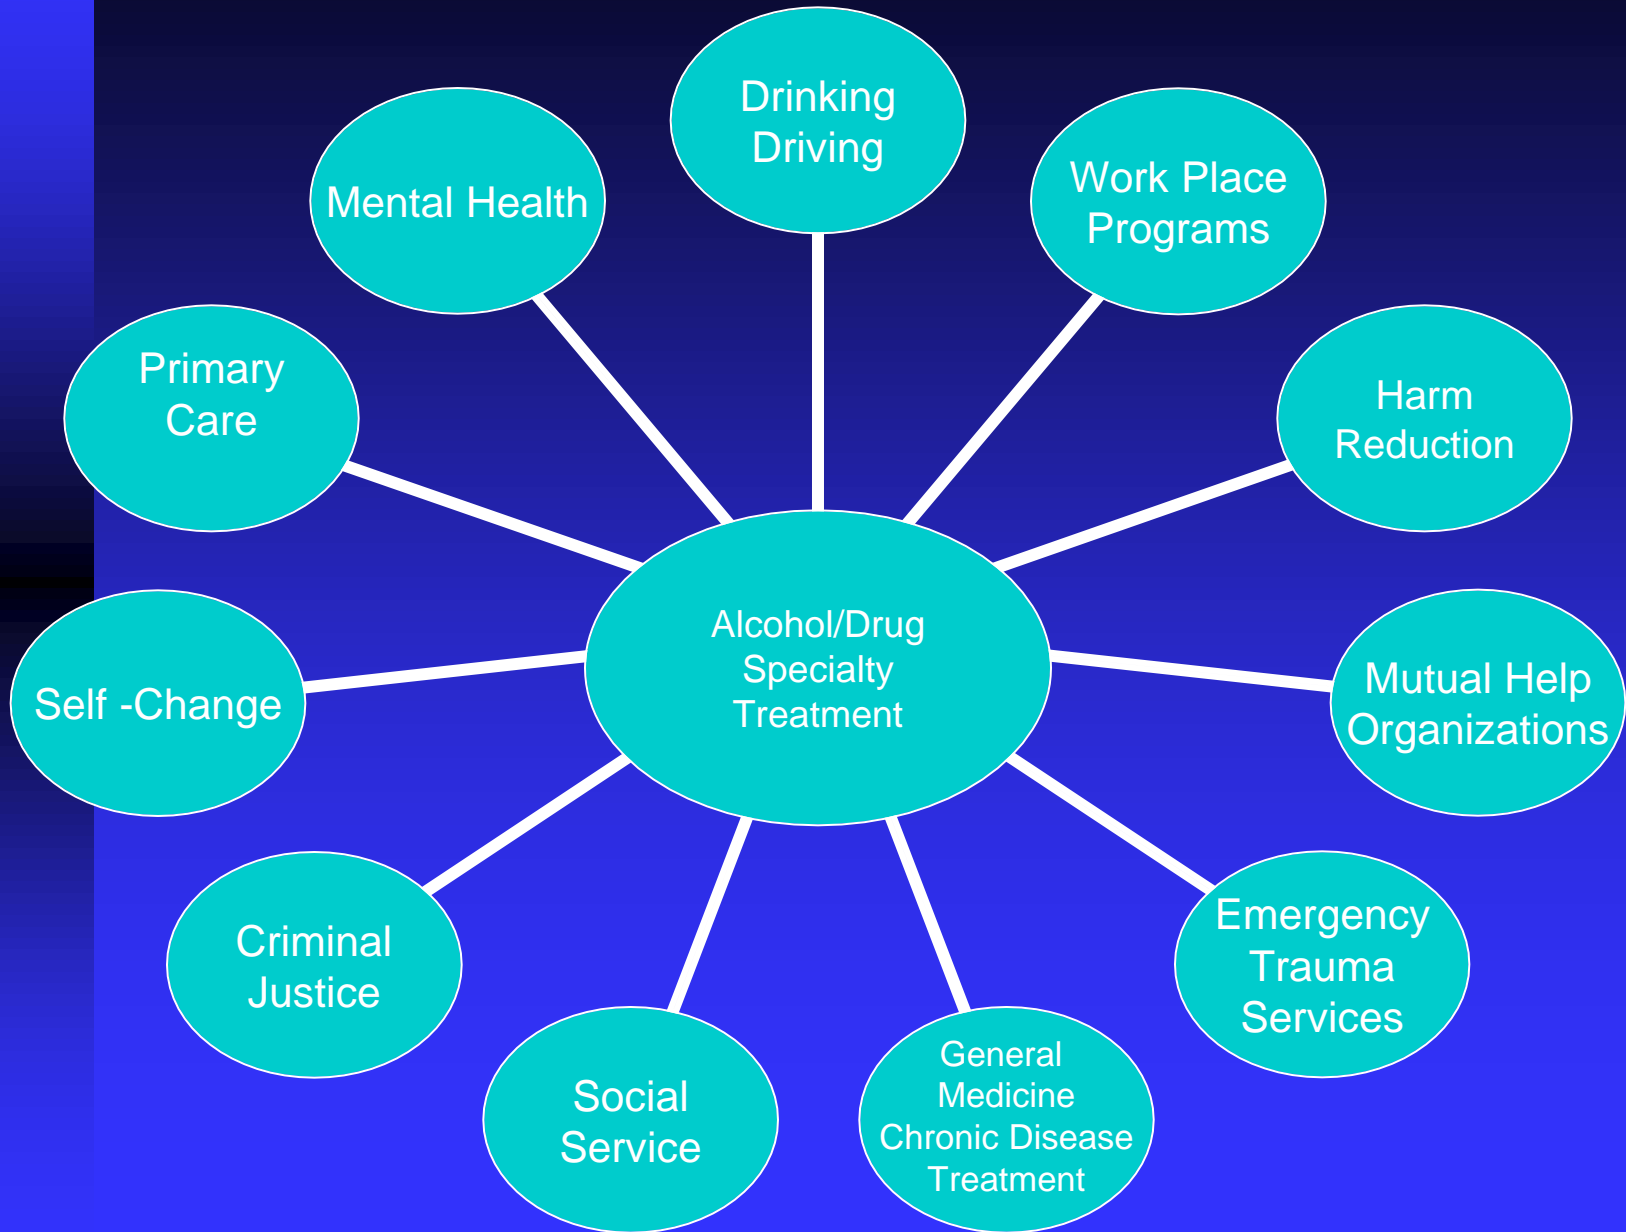 Drinking
Driving
Work Place
Programs
Harm
Reduction
Mutual Help
Organizations
Emergency
Trauma
Services
General
Medicine
Chronic Disease
Treatment
Social
Service
Criminal
Justice
Self -Change
Primary
Care
Mental Health
Alcohol/Drug
Specialty
Treatment